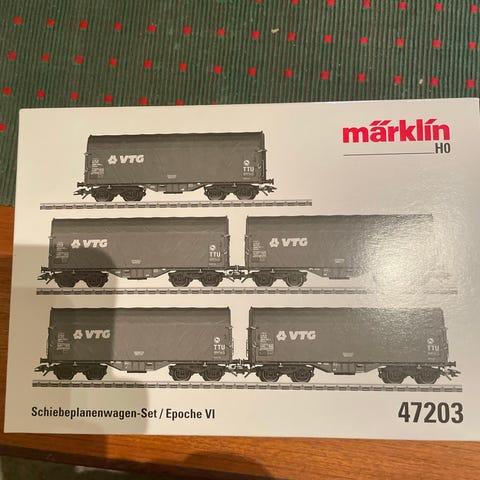 märklin
H0
VTG
TTU
VTG
TTU
VTG
VTG
TTU
VTG
TTU
Schiebeplanenwagen-Set / Epoche VI
47203